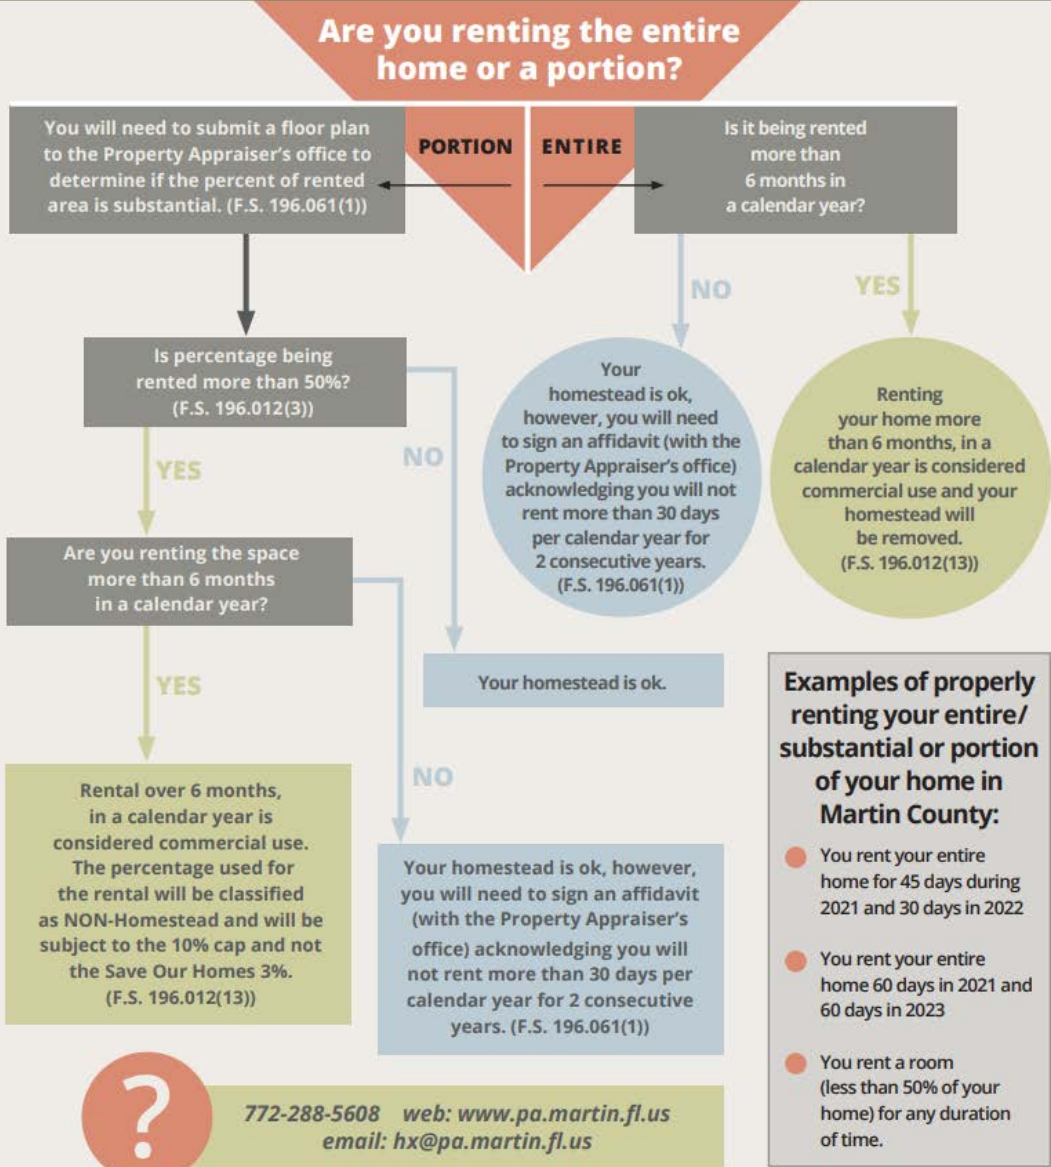 Are you renting the entire
home or a portion?
You will need to submit a floor plan
to the Property Appraiser's office to
determine if the percent of rented
area is substantial. (F.S. 196.061(1))
PORTION
ENTIRE
Is it being rented
more than
6 months in
a calendar year?
NO
YES
Is percentage being
rented more than 50%?
(F.S. 196.012(3))
YES
NO
Your
homestead is ok,
however, you will need
to sign an affidavit (with the
Property Appraiser's office)
acknowledging you will not
rent more than 30 days
per calendar year for
2 consecutive years.
(F.S. 196.061(1))
Renting
your home more
than 6 months, in a
calendar year is considered
commercial use and your
homestead will
be removed.
(F.S. 196.012(13))
Are you renting the space
more than 6 months
in a calendar year?
YES
NO
Your homestead is ok.
Rental over 6 months,
in a calendar year is
considered commercial use.
The percentage used for
the rental will be classified
as NON-Homestead and will be
subject to the 10% cap and not
the Save Our Homes 3%.
(F.S. 196.012(13))
Your homestead is ok, however,
you will need to sign an affidavit
(with the Property Appraiser's
office) acknowledging you will
not rent more than 30 days per
calendar year for 2 consecutive
years. (F.S. 196.061(1))
Examples of properly
renting your entire/
substantial or portion
of your home in
Martin County:
You rent your entire
home for 45 days during
2021 and 30 days in 2022
You rent your entire
home 60 days in 2021 and
60 days in 2023
You rent a room
(less than 50% of your
home) for any duration
of time.
?
772-288-5608 web: www.pa.martin.fl.us
email: hx@pa.martin.fl.us